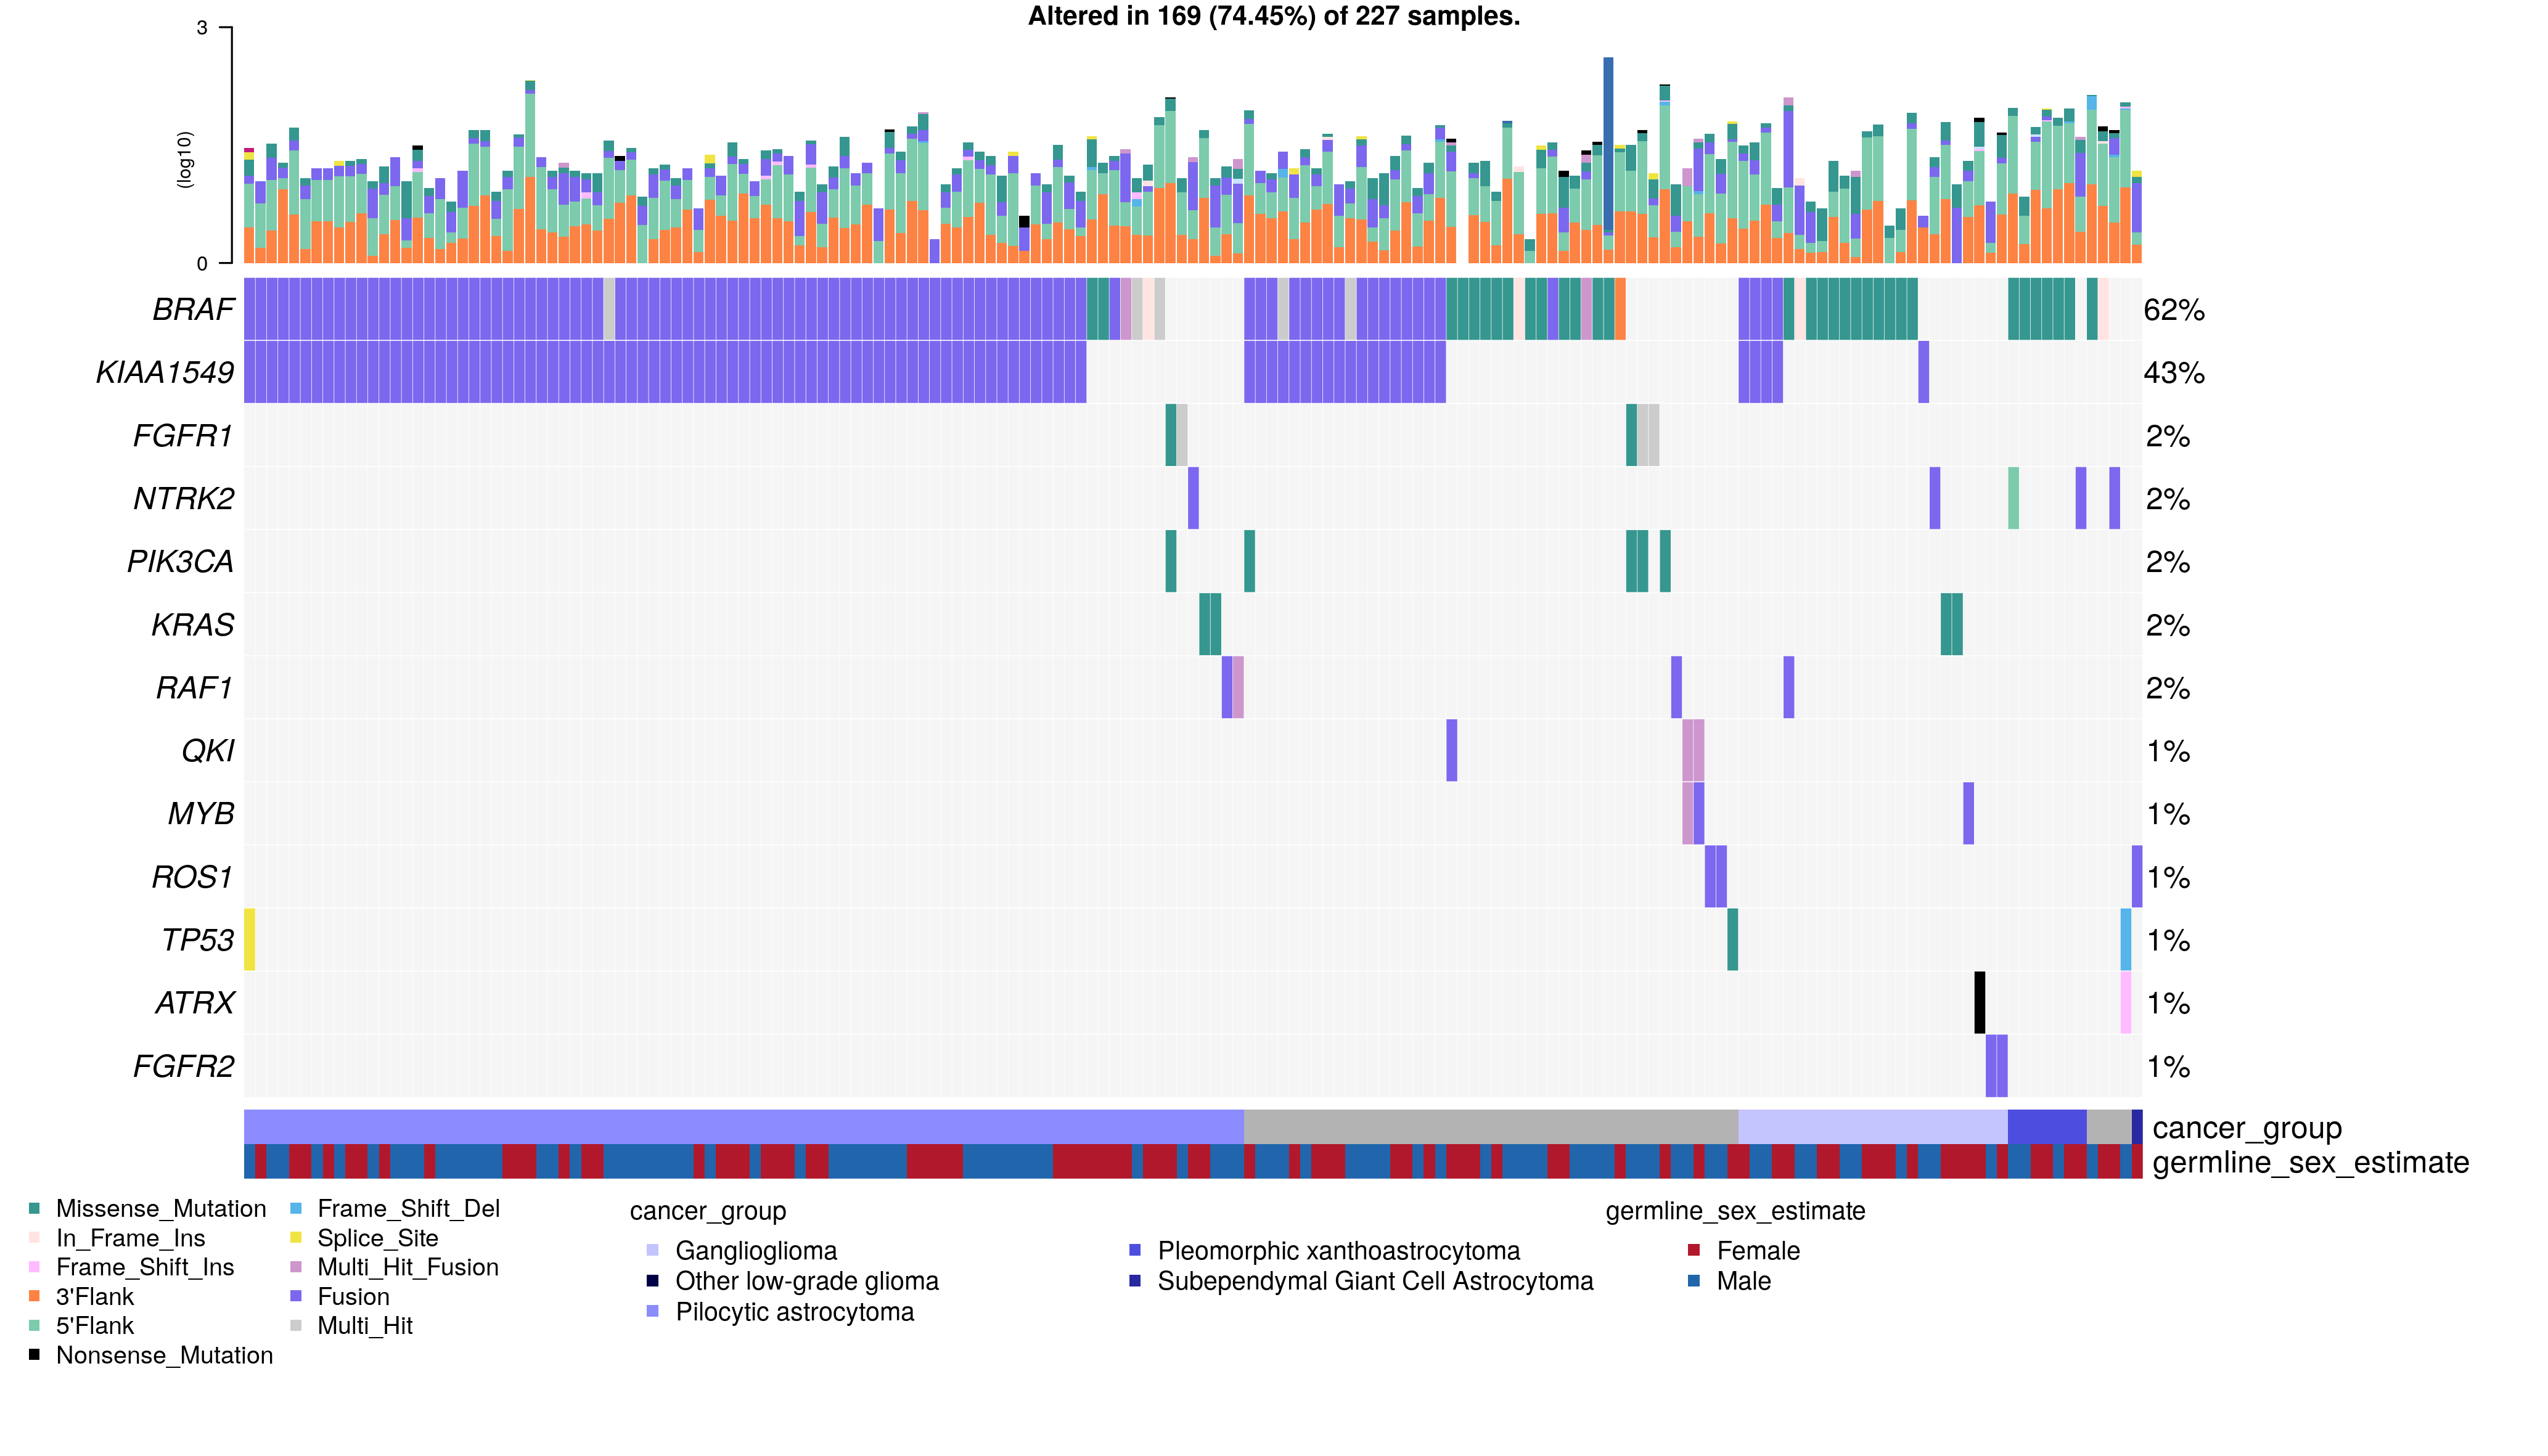 Altered in 169 (74.45%) of 227 samples.
3
(log10)
0
BRAF 62%
KIAA1549 43%
FGFR1 2%
NTRK2 2%
PIK3CA 2%
KRAS 2%
RAF1 2%
QKI 1%
MYB 1%
ROS1 1%
TP53 1%
ATRX 1%
FGFR2 1%
cancer_group
germline_sex_estimate
Missense_Mutation
In_Frame_Ins
Frame_Shift_Ins
3'Flank
5'Flank
Nonsense_Mutation
Frame_Shift_Del
Splice_Site
Multi_Hit_Fusion
Fusion
Multi_Hit
cancer_group
Ganglioglioma
Other low-grade glioma
Pilocytic astrocytoma
Pleomorphic xanthoastrocytoma
Subependymal Giant Cell Astrocytoma
germline_sex_estimate
Female
Male